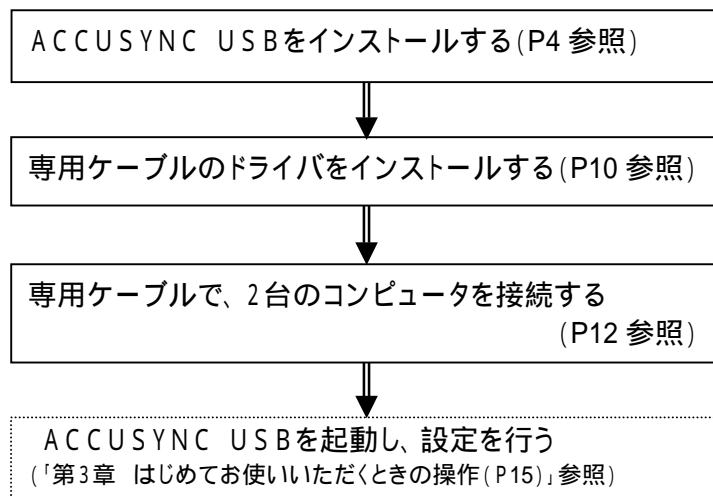 ACCUSYNC USBをインストールする(P4 参照)
専用ケーブルのドライバをインストールする(P10 参照)
専用ケーブルで、2台のコンピュータを接続する
(P12 参照)
ACCUSYNC USBを起動し、設定を行う
(「第3章 はじめてお使いいただくときの操作(P15)」参照)